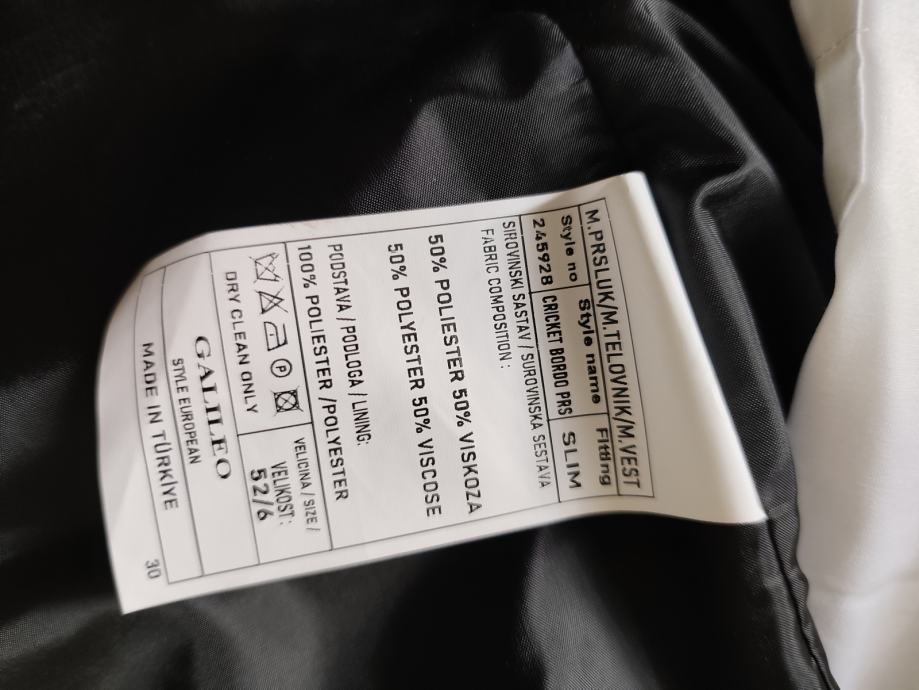 M.PRSLUK/M.TELOVNIK/M.VEST
Style no Style name Fitting
245928 CRICKET BORDO PRS SLIM
SIROVINSKI SASTAV / SUROVINSKA SESTAVA
FABRIC COMPOSITION :
50% POLIESTER 50% VISKOZA
50% POLYESTER 50% VISCOSE
PODSTAVA / PODLOGA / LINING:
100% POLIESTER /POLYESTER
P
DRY CLEAN ONLY
VELICINA / SIZE /
VELIKOST :
52/6
GALILEO
STYLE EUROPEAN
MADE IN TÜRKİYE
30